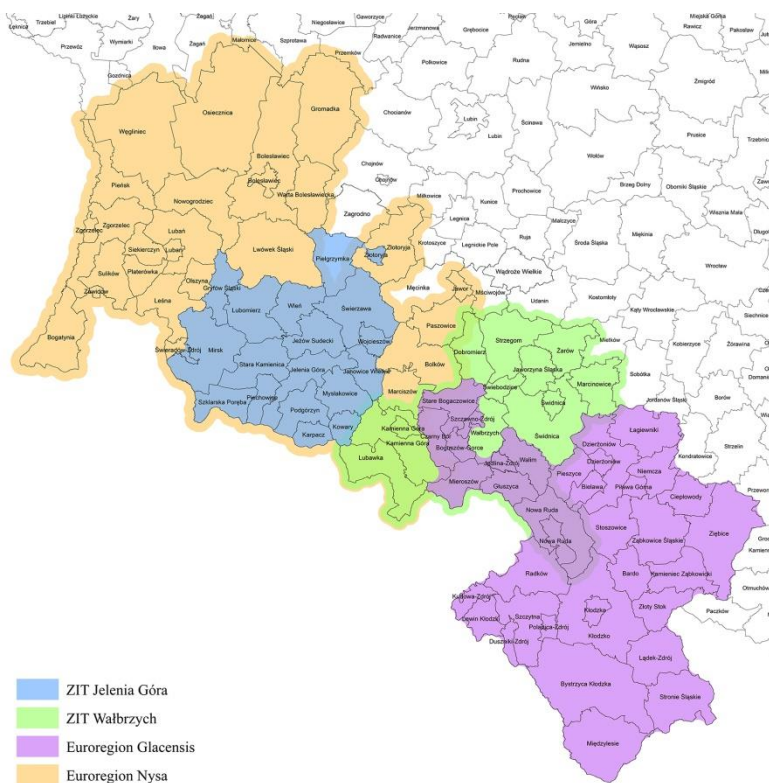 Trzebiel
Lipinki Łużyckie
Żary
Żagań
Niegosławice
Gaworzyce
Jerzmanowa
Grębocice
Góra
Rawicz
Miejska Górka
Łęknica
Przewóz
Wymiarki
Iłowa
Żagań
Małomice
Szprotawa
Radwanice
Przemków
Polkowice
Rudna
Jemielno
Wąsosz
Gozdnica
Osiecznica
Gromadka
Chocianów
Wińsko
Żmigród
Węgliniec
Lubin
Lubin
Ścinawa
Prusice
Bolesławiec
Bolesławiec
Chojnów
Chojnów
Wołów
Pieńsk
Nowogrodziec
Warta Bolesławiecka
Miłkowice
Kunice
Prochowice
Brzeg Dolny
Oborniki Śląskie
Zagrodno
Legnica
Wisznia Mała
Zgorzelec
Zgorzelec
Lubań
Lubań
Lwówek Śląski
Złotoryja
Złotoryja
Krotoszyce
Legnickie Pole
Ruja
Malczyce
Środa Śląska
Miękinia
Siekierczyn
Pielgrzymka
Wrocław
Sulików
Platerówka
Olszyna
Gryfów Śląski
Męcinka
Jawor
Mściwojów
Wądroże Wielkie
Udanin
Kostomłoty
Zawidów
Leśna
Lubomierz
Wleń
Świerzawa
Kąty Wrocławskie
Bogatynia
Paszowice
Strzegom
Mietków
Kobierzyce
Żórawina
Świeradów-Zdrój
Mirsk
Jeżów Sudecki
Wojcieszów
Dobromierz
Jaworzyna Śląska
Żarów
Sobótka
Stara Kamienica
Jelenia Góra
Janowice Wielkie
Bolków
Świebodzice
Marcinowice
Jordanów Śląski
Borów
Szklarska Poręba
Piechowice
Mysłakowice
Marciszów
Stare Bogaczowice
Świdnica
Podgórzyn
Szczawno-Zdrój
Świdnica
Łagiewniki
Strzelin
Karpacz
Kowary
Kamienna Góra
Kamienna Góra
Czarny Bór
Wałbrzych
Dzierżoniów
Dzierżoniów
Kondratowice
Lubawka
Boguszów-Gorce
Jedlina-Zdrój
Walim
Pieszyce
Niemcza
Mieroszów
Głuszyca
Bielawa
Piława Górna
Ciepłowody
Nowa Ruda
Nowa Ruda
Stoszowice
Ząbkowice Śląskie
Ziębice
Radków
Bardo
Kamieniec Ząbkowicki
Kudowa-Zdrój
Kłodzko
Kłodzko
Złoty Stok
Paczków
Lewin Kłodzki
Szczytna
Polanica-Zdrój
Duszniki-Zdrój
Lądek-Zdrój
Bystrzyca Kłodzka
Stronie Śląskie
Międzylesie
ZIT Jelenia Góra
ZIT Wałbrzych
Euroregion Glacensis
Euroregion Nysa